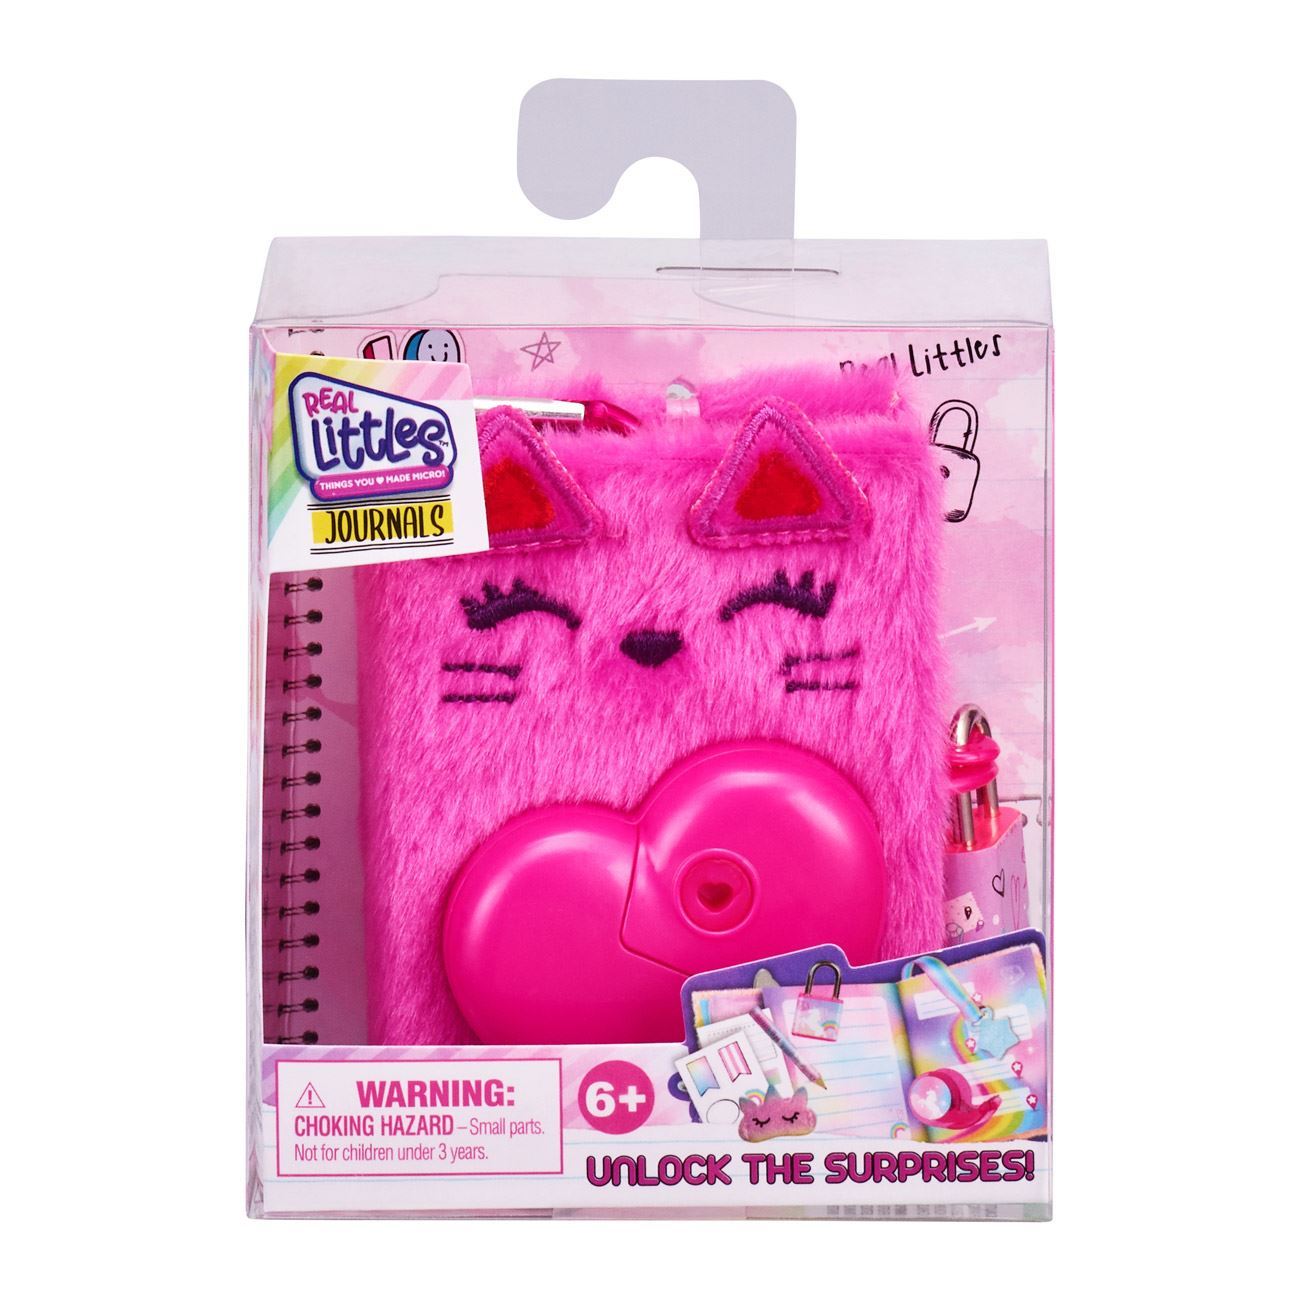 Real Littles
REAL
LITTLES™
THINGS YOU ♥ MADE MICRO!
JOURNALS
⚠ WARNING:
CHOKING HAZARD – Small parts.
Not for children under 3 years.
6+
UNLOCK THE SURPRISES!